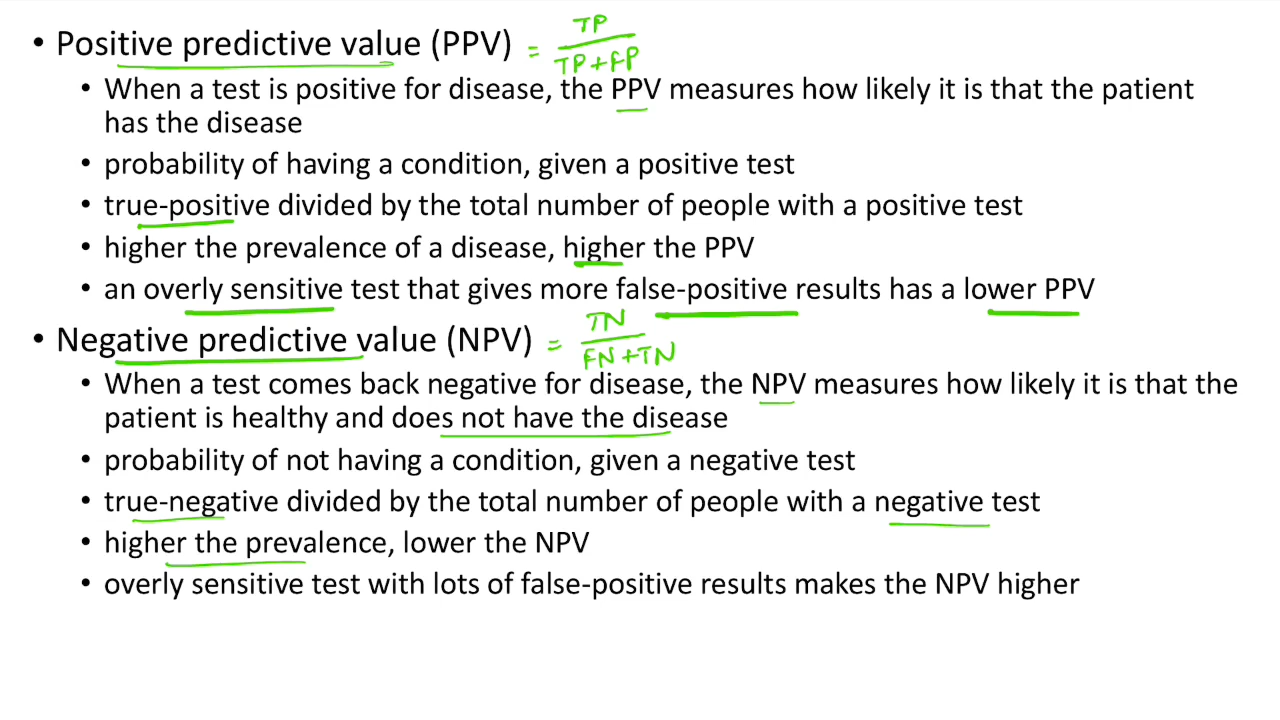 • Positive predictive value (PPV) = TP / TP+FP
• When a test is positive for disease, the PPV measures how likely it is that the patient
has the disease
• probability of having a condition, given a positive test
• true-positive divided by the total number of people with a positive test
• higher the prevalence of a disease, higher the PPV
• an overly sensitive test that gives more false-positive results has a lower PPV
• Negative predictive value (NPV) = TN / FN+TN
• When a test comes back negative for disease, the NPV measures how likely it is that the
patient is healthy and does not have the disease
• probability of not having a condition, given a negative test
• true-negative divided by the total number of people with a negative test
• higher the prevalence, lower the NPV
• overly sensitive test with lots of false-positive results makes the NPV higher